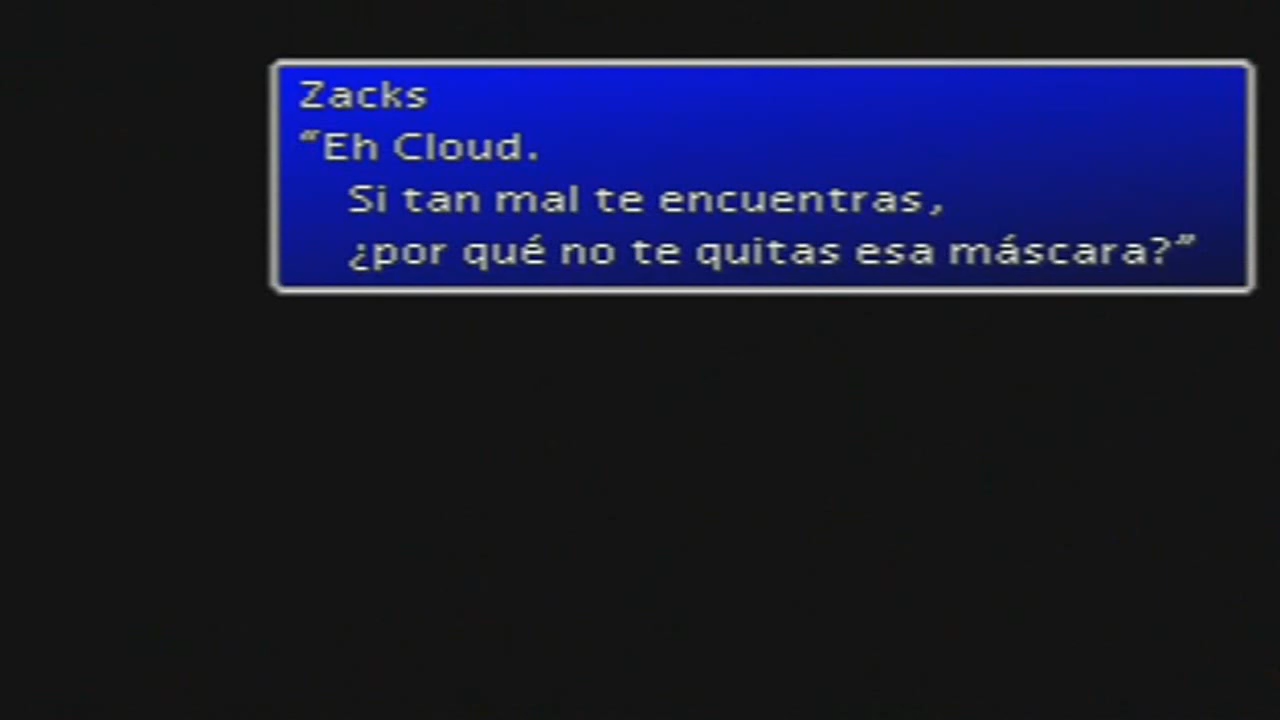 Zacks
“Eh Cloud.
Si tan mal te encuentras,
¿por qué no te quitas esa máscara?”